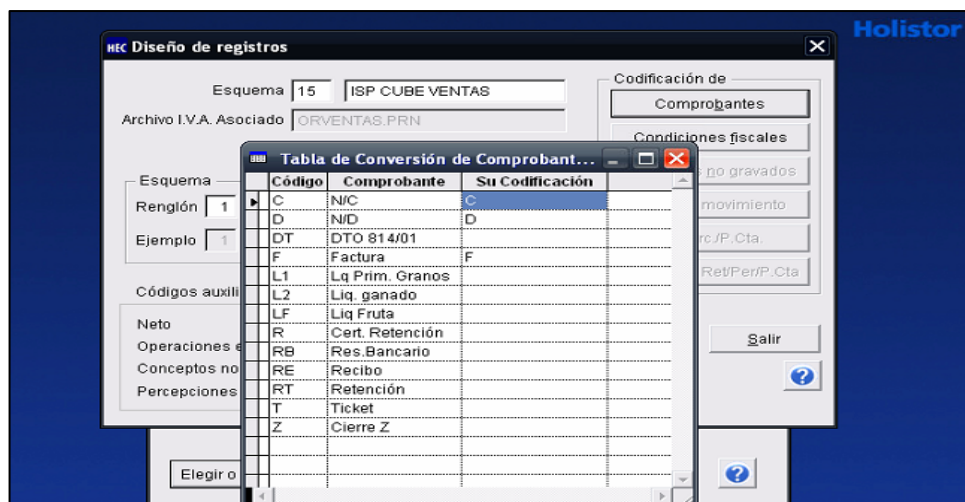 Holistor
HEC Diseño de registros
Esquema 15 ISP CUBE VENTAS
Archivo I.V.A. Asociado ORVENTAS.PRN
Codificación de
Comprobantes
Condiciones fiscales
no gravados
movimiento
rc./P.Cta.
Ret/Per/P.Cta
Esquema
Renglón 1
Ejemplo 1
Códigos auxili
Neto
Operaciones e
Conceptos no
Percepciones
Tabla de Conversión de Comprobant...
Código Comprobante Su Codificación
C N/C C
D N/D D
DT DTO 814/01
F Factura F
L1 Lq Prim. Granos
L2 Liq. ganado
LF Liq Fruta
R Cert. Retención
RB Res.Bancario
RE Recibo
RT Retención
T Ticket
Z Cierre Z
Salir
?
Elegir o
?